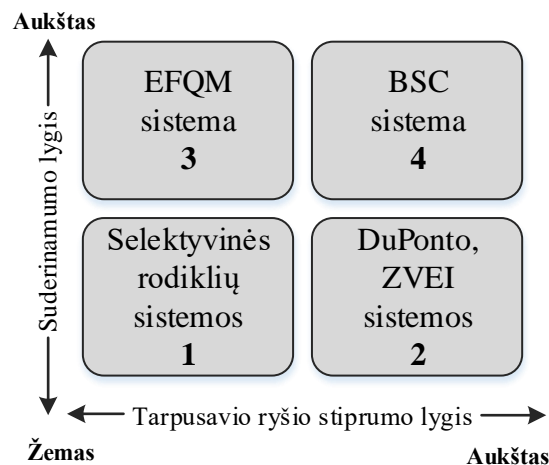 Aukštas
Suderinamumo lygis
EFQM
sistema
3
BSC
sistema
4
Selektyvinės
rodiklių
sistemos
1
DuPonto,
ZVEI
sistemos
2
Tarpusavio ryšio stiprumo lygis
Žemas
Aukštas